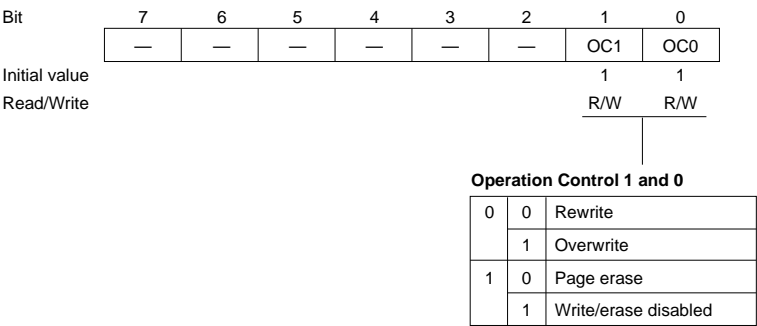 Bit 7 6 5 4 3 2 1 0
— — — — — — OC1 OC0
Initial value 1 1
Read/Write R/W R/W
Operation Control 1 and 0
0 0 Rewrite
1 Overwrite
1 0 Page erase
1 Write/erase disabled